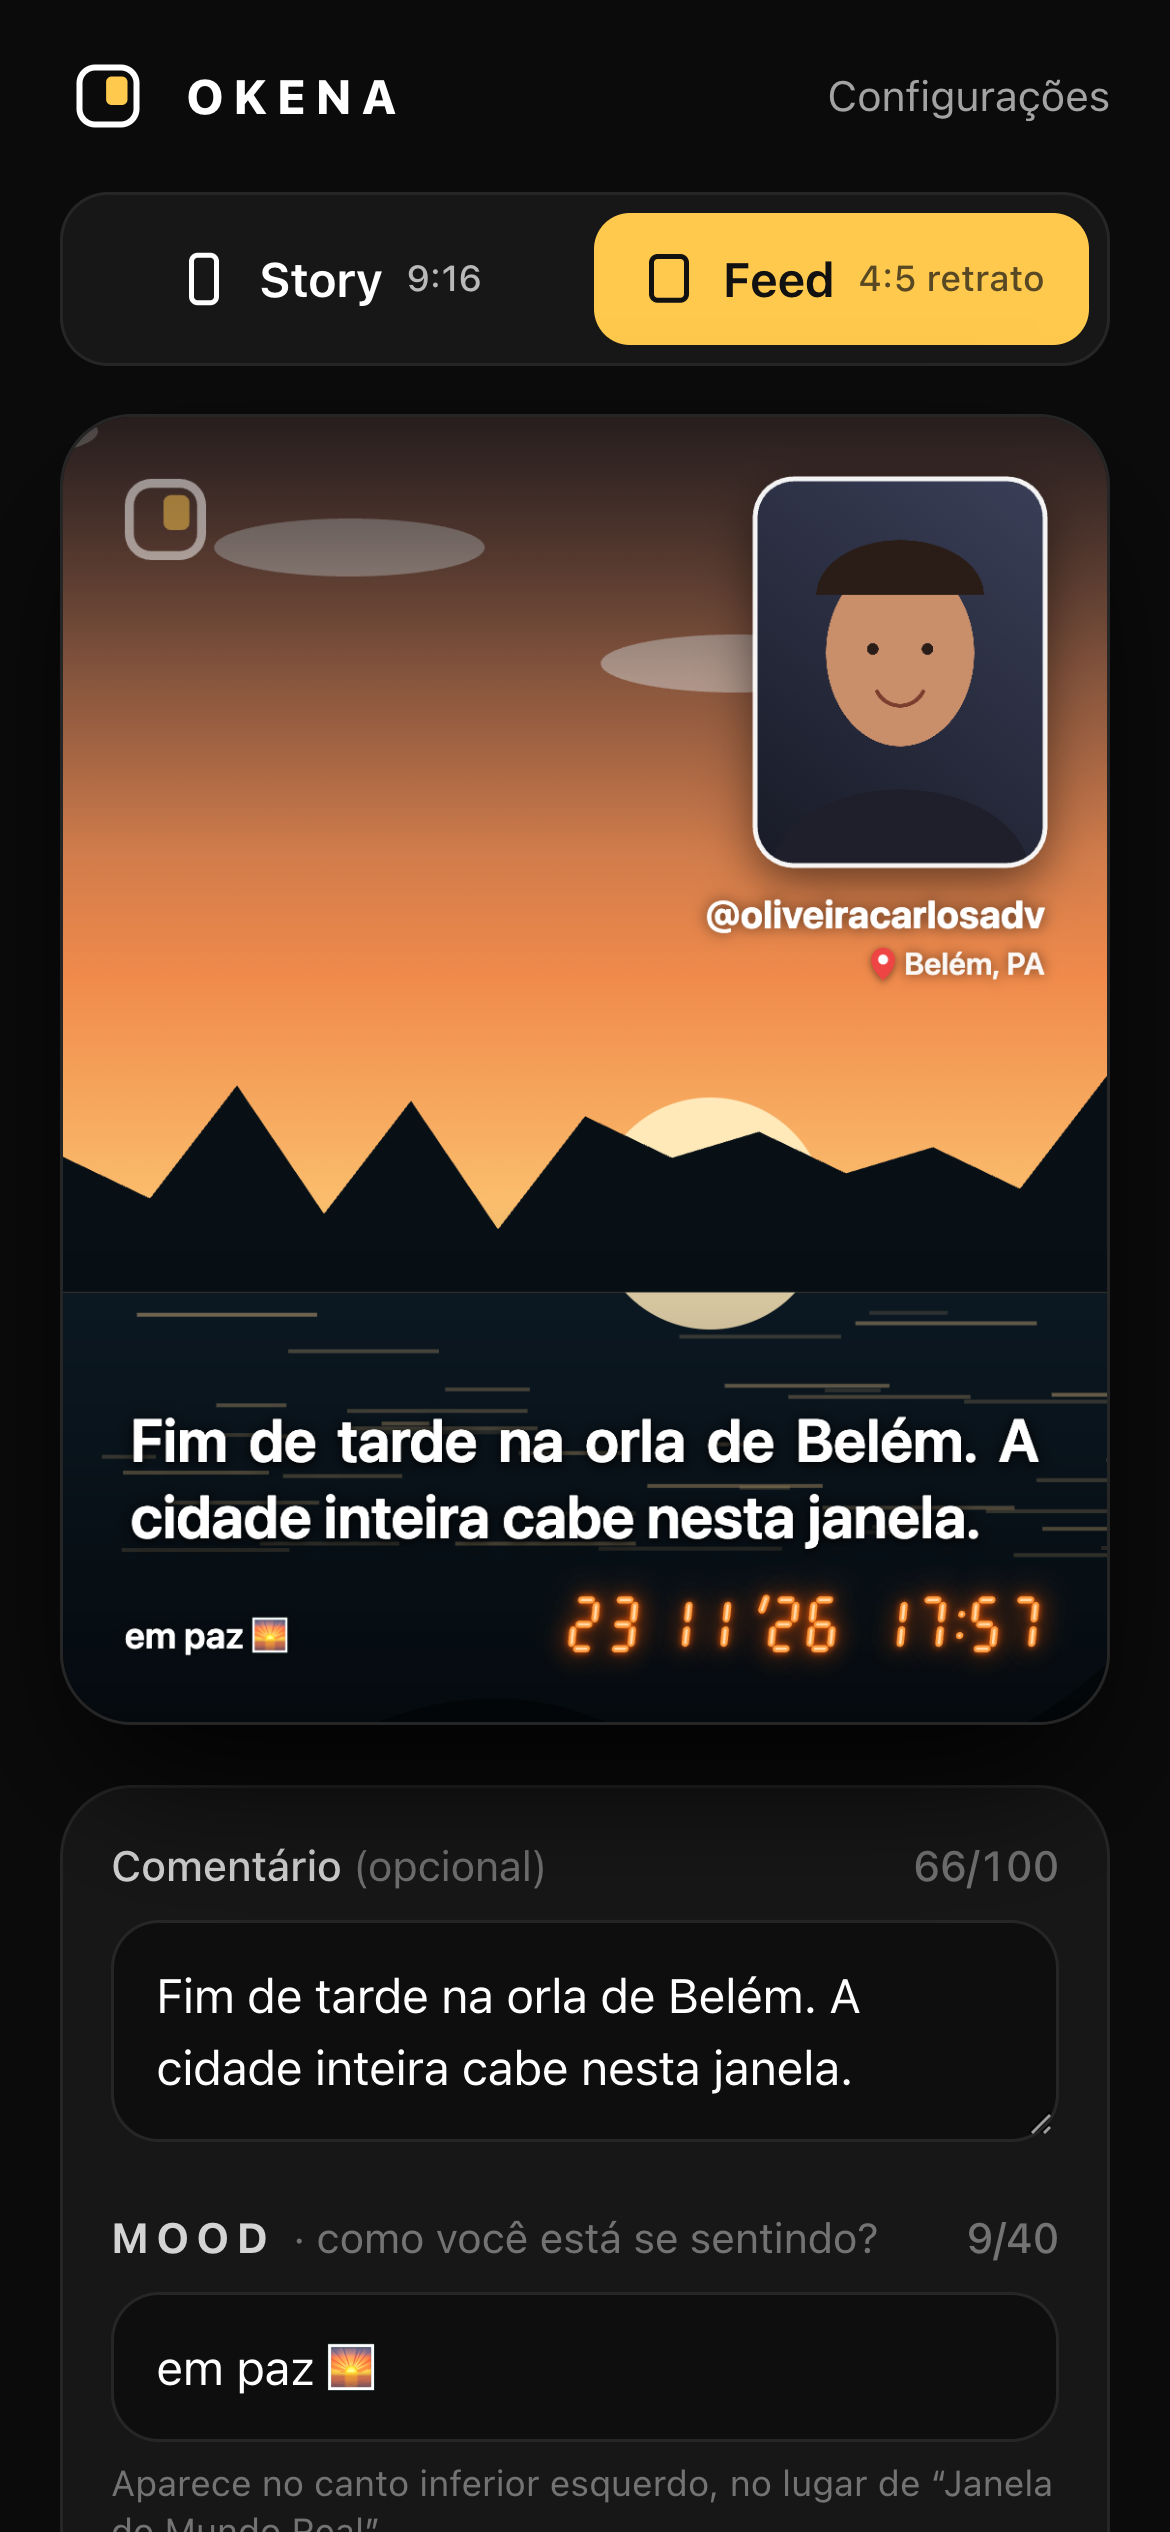 OKENA
Configurações
Story 9:16
Feed 4:5 retrato
@oliveiracarlosadv
📍 Belém, PA
Fim de tarde na orla de Belém. A
cidade inteira cabe nesta janela.
em paz 🌅
23 11 '26 17:57
Comentário (opcional) 66/100
Fim de tarde na orla de Belém. A
cidade inteira cabe nesta janela.
MOOD · como você está se sentindo? 9/40
em paz 🌅
Aparece no canto inferior esquerdo, no lugar de “Janela
do Mundo Real”